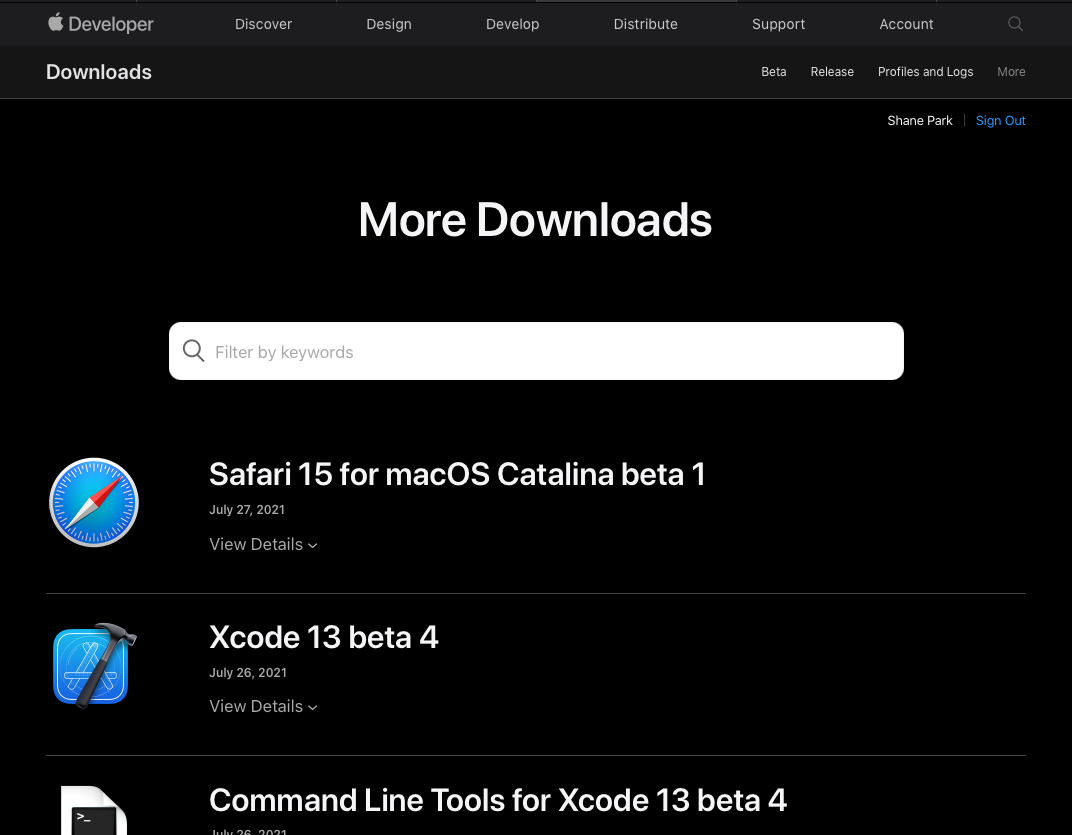 Developer
Discover
Design
Develop
Distribute
Support
Account
Downloads
Beta
Release
Profiles and Logs
More
Shane Park
Sign Out
More Downloads
Filter by keywords
Safari 15 for macOS Catalina beta 1
July 27, 2021
View Details
Xcode 13 beta 4
July 26, 2021
View Details
>_
Command Line Tools for Xcode 13 beta 4
July 26, 2021